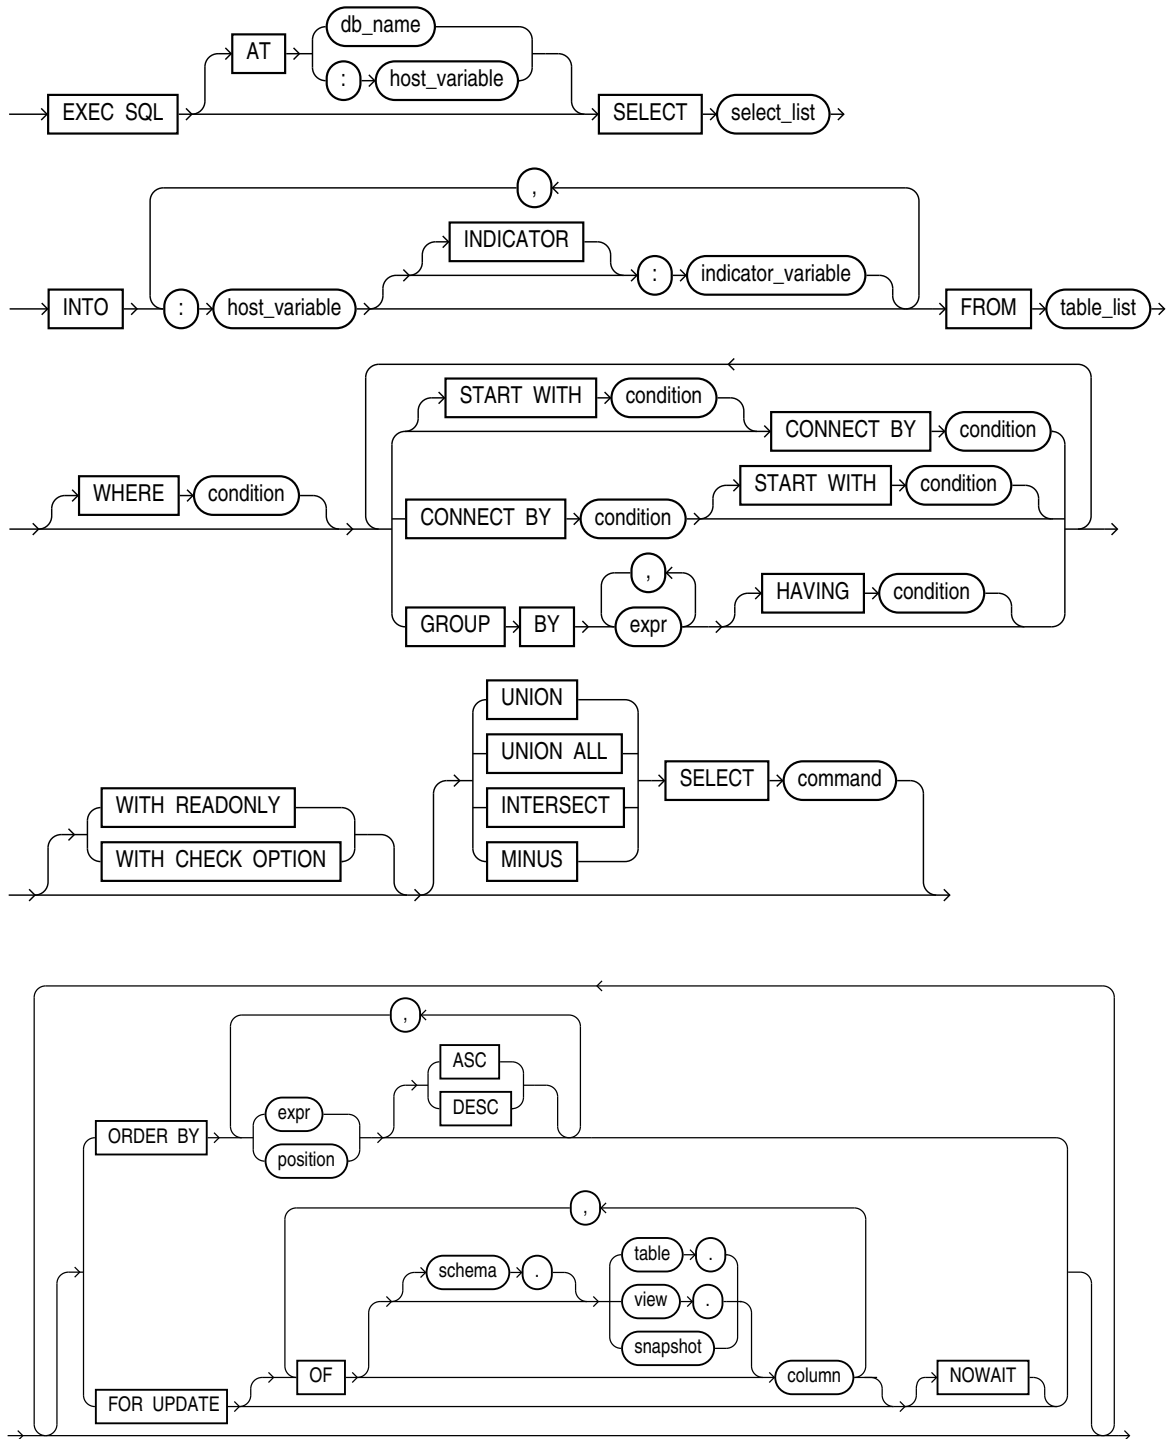 db_name
AT
: host_variable
EXEC SQL SELECT select_list
,
INDICATOR
: indicator_variable
INTO : host_variable FROM table_list
START WITH condition
CONNECT BY condition
WHERE condition START WITH condition
CONNECT BY condition
,
HAVING condition
GROUP BY expr
UNION
UNION ALL
SELECT command
WITH READONLY INTERSECT
WITH CHECK OPTION MINUS
,
ASC
DESC
expr
ORDER BY
position
,
table .
schema .
view .
snapshot
OF column NOWAIT
FOR UPDATE